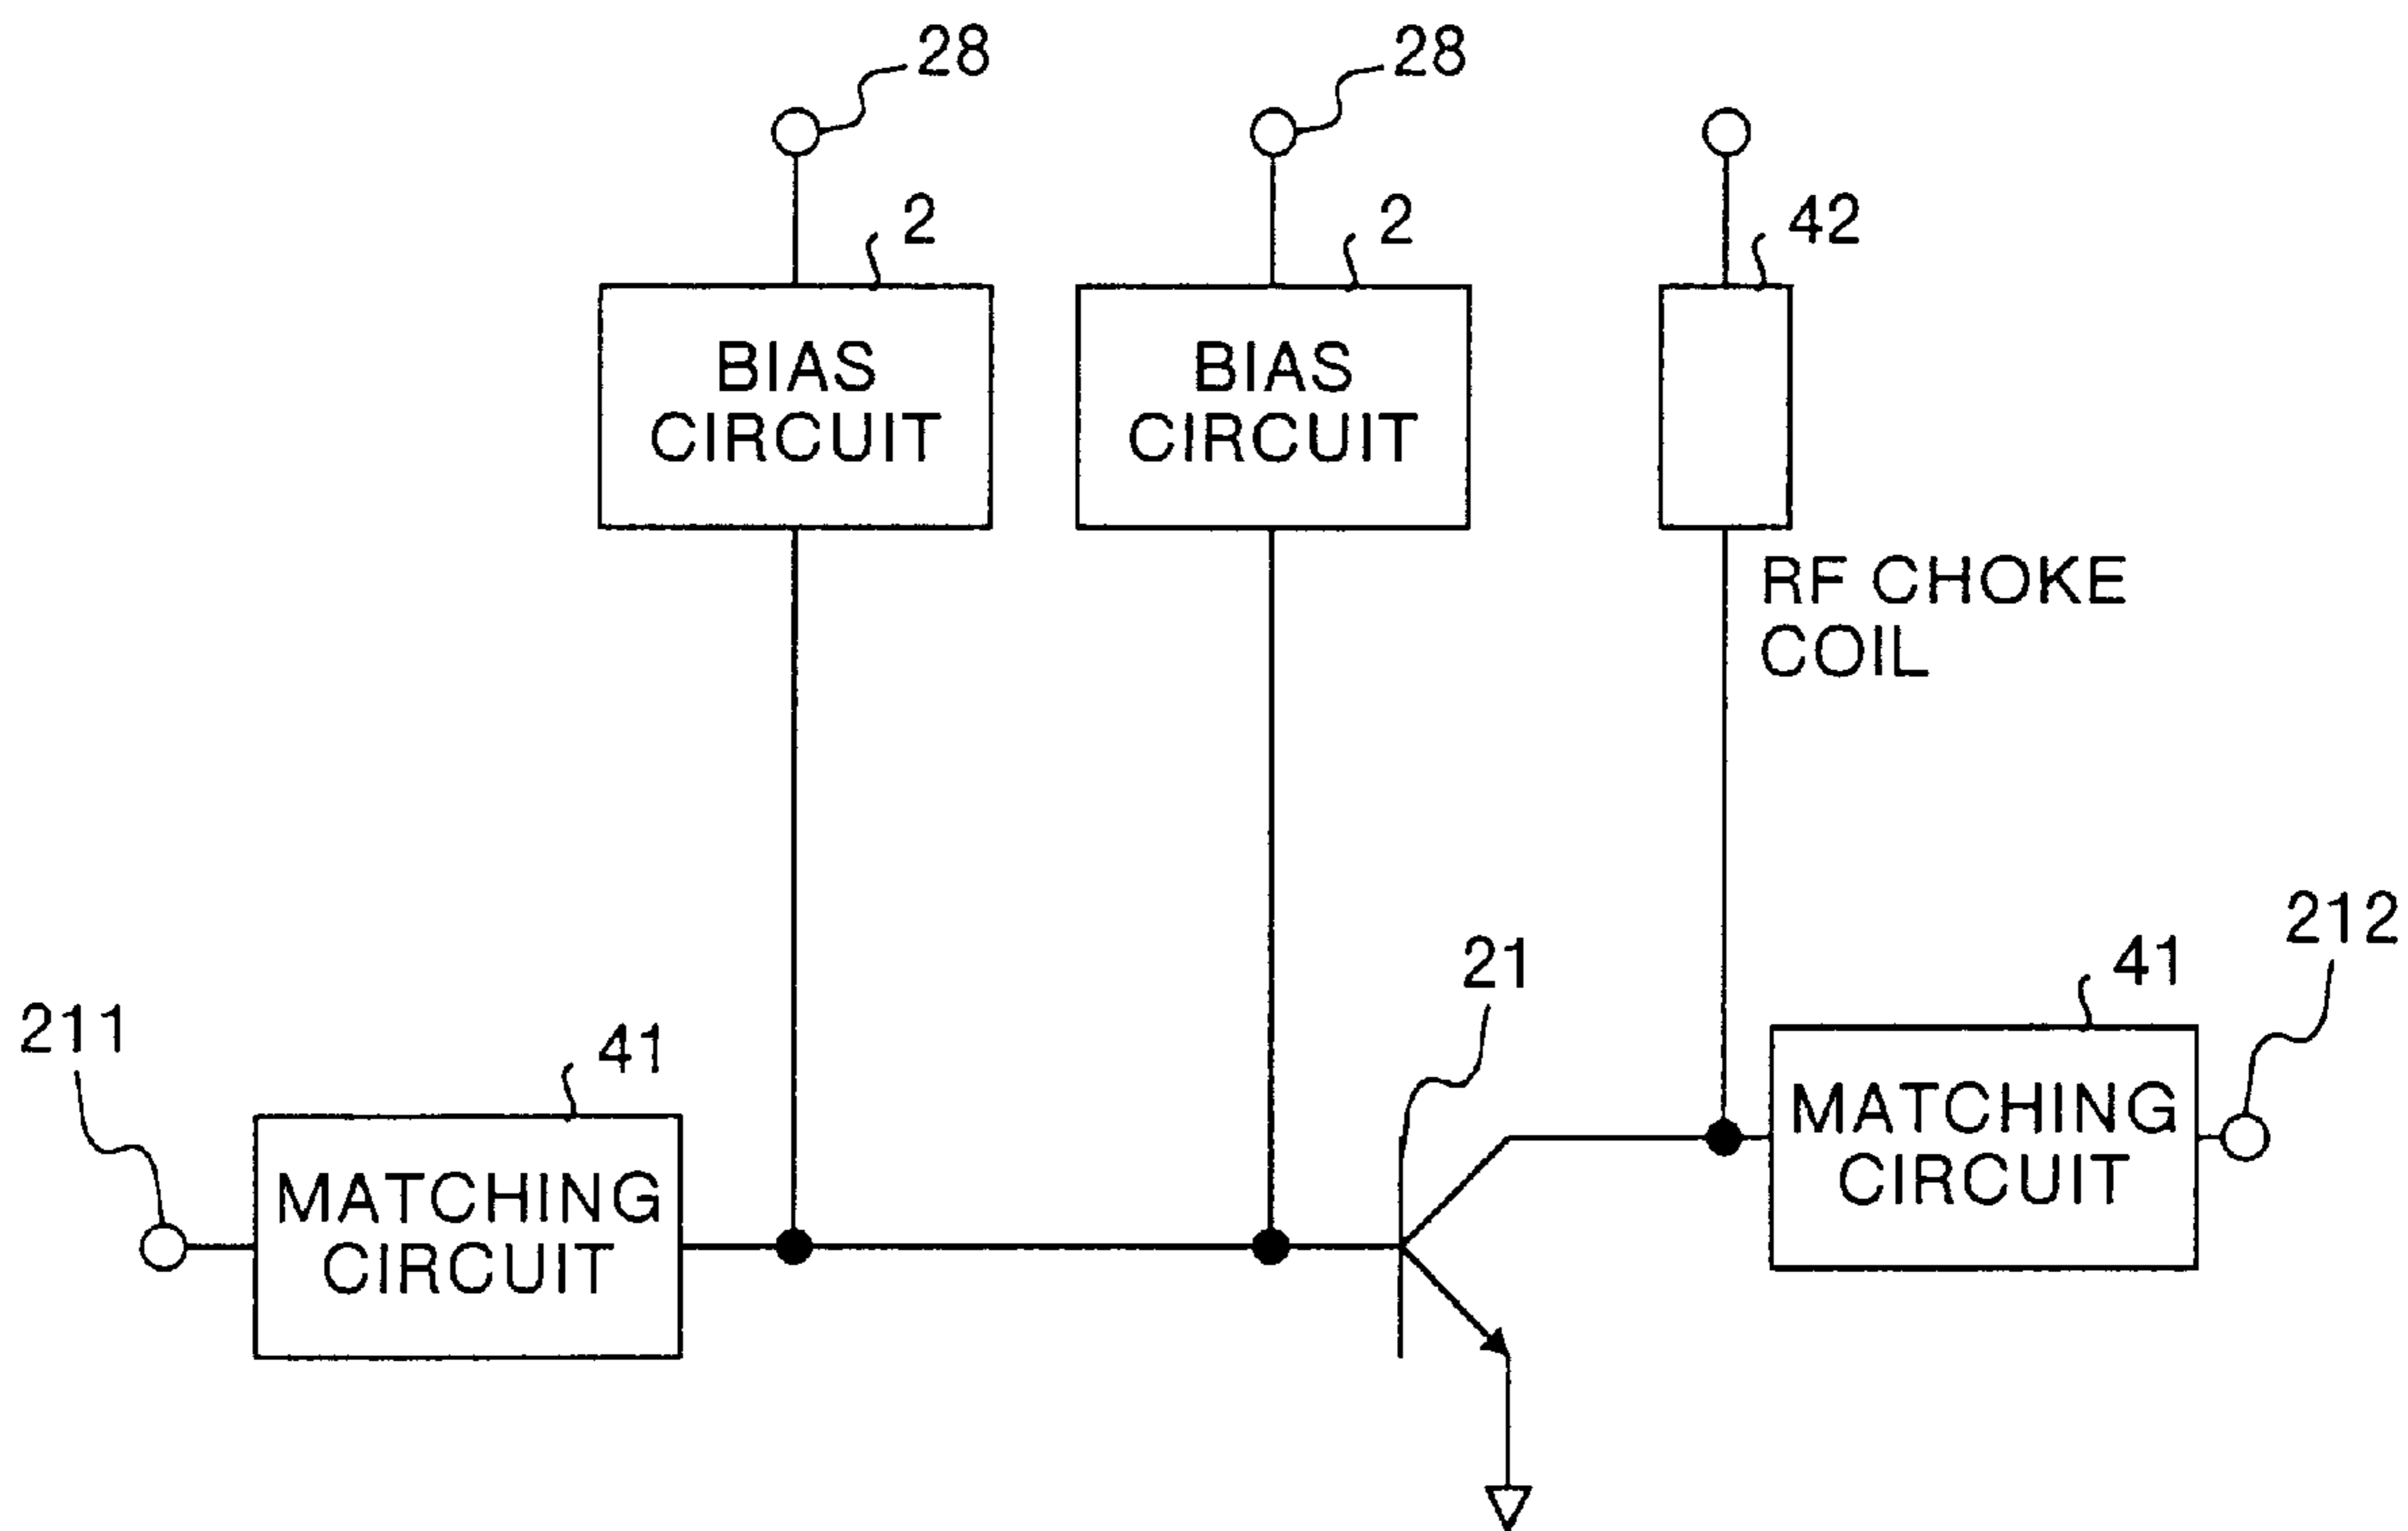 28
28
2
2
42
BIAS
CIRCUIT
BIAS
CIRCUIT
RF CHOKE
COIL
212
21
41
211
41
MATCHING
CIRCUIT
MATCHING
CIRCUIT